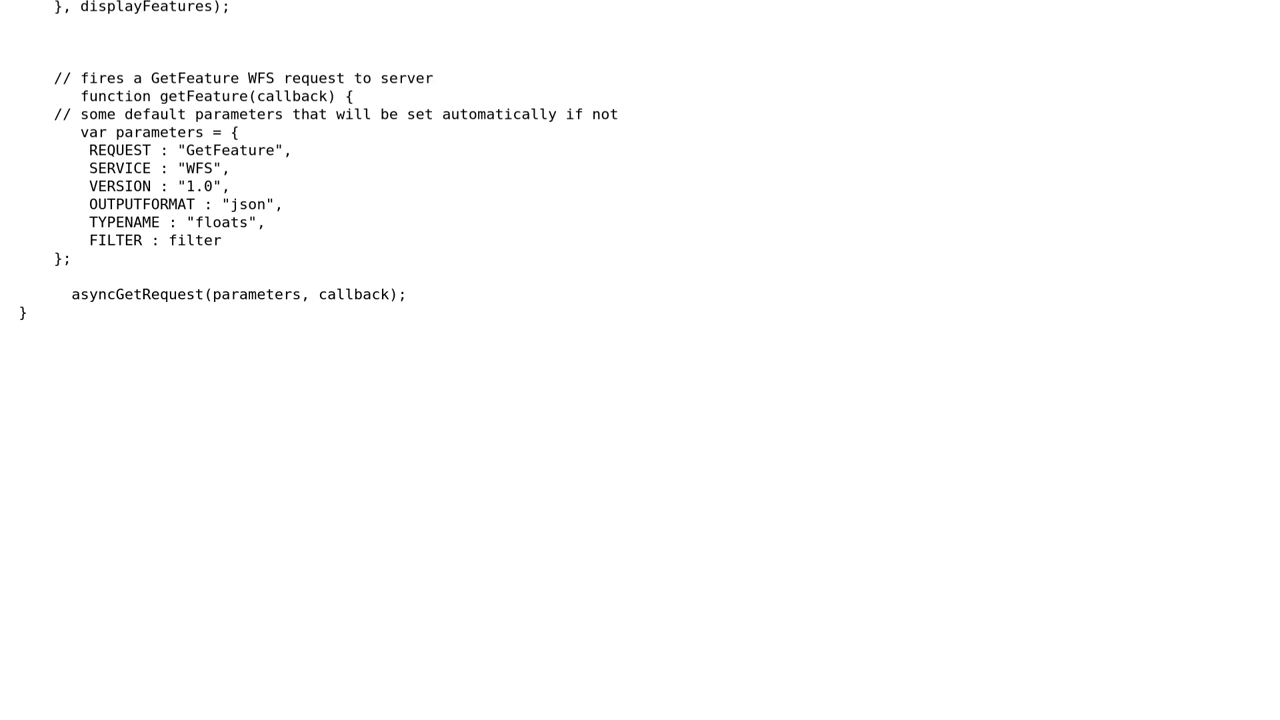 }, displayFeatures);
// fires a GetFeature WFS request to server
function getFeature(callback) {
// some default parameters that will be set automatically if not
var parameters = {
REQUEST : "GetFeature",
SERVICE : "WFS",
VERSION : "1.0",
OUTPUTFORMAT : "json",
TYPENAME : "floats",
FILTER : filter
};
asyncGetRequest(parameters, callback);
}